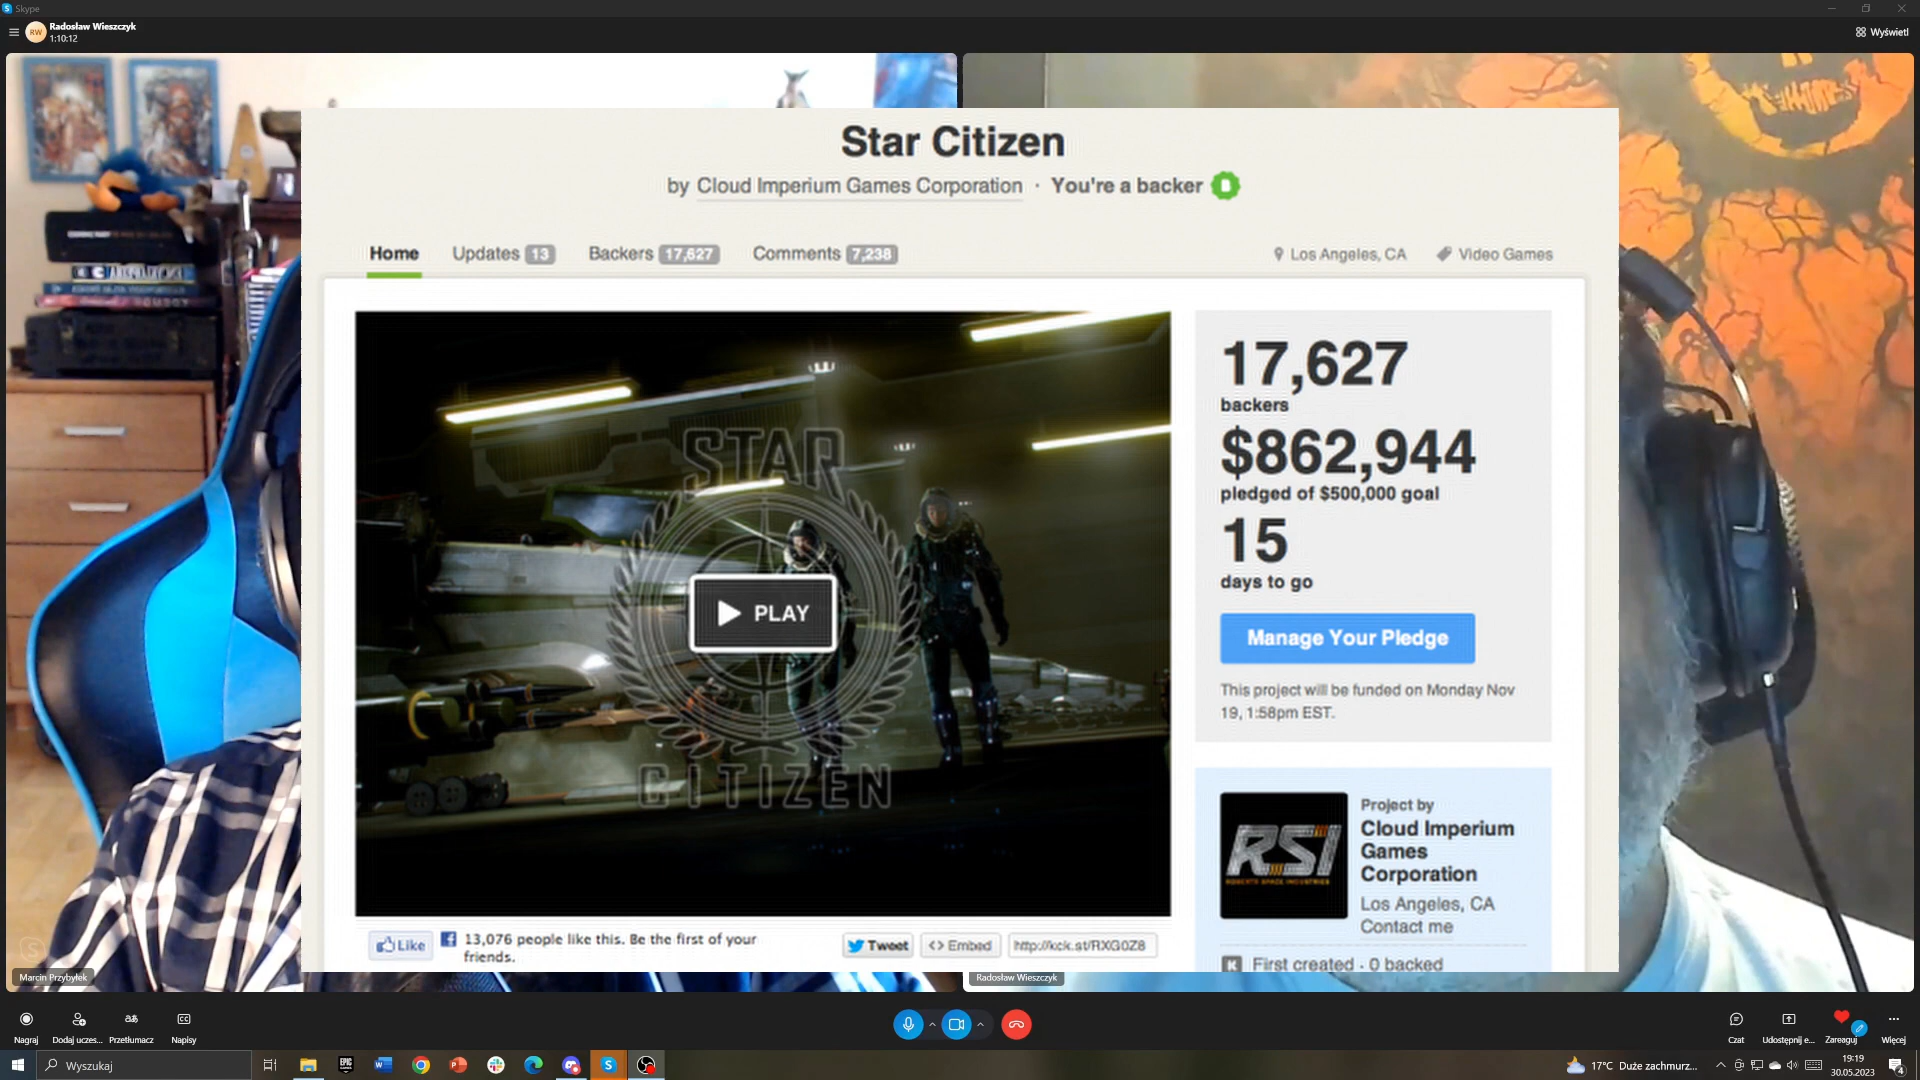 Skype
RW
Radosław Wieszczyk
1:10:12
Wyświetl
Star Citizen
by Cloud Imperium Games Corporation · You're a backer
Home
Updates 13
Backers 17,627
Comments 7,238
Los Angeles, CA
Video Games
STAR
CITIZEN
PLAY
17,627
backers
$862,944
pledged of $500,000 goal
15
days to go
Manage Your Pledge
This project will be funded on Monday Nov
19, 1:58pm EST.
RSI
ROBERTS SPACE INDUSTRIES
Project by
Cloud Imperium
Games
Corporation
Los Angeles, CA
Contact me
First created · 0 backed
Like
13,076 people like this. Be the first of your
friends.
Tweet
<> Embed
http://kck.st/RXG0Z8
Marcin Przybyłek
Radosław Wieszczyk
Nagraj
Dodaj uczes...
Przetłumacz
Napisy
Czat
Udostępnij e...
Zareaguj
Więcej
Wyszukaj
17°C Duże zachmurz...
19:19
30.05.2023
4